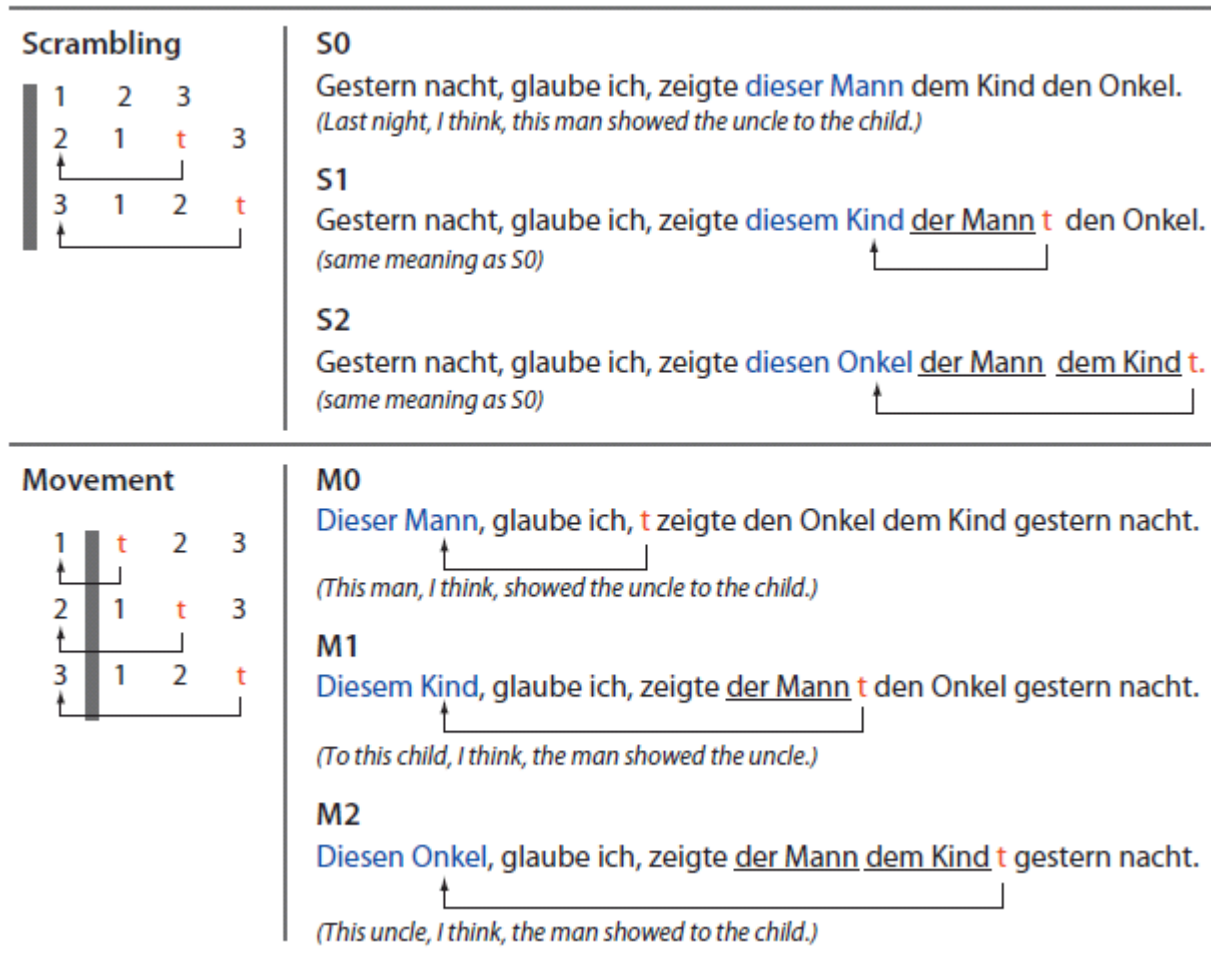 Scrambling
1 2 3
2 1 t 3
3 1 2 t
S0
Gestern nacht, glaube ich, zeigte dieser Mann dem Kind den Onkel.
(Last night, I think, this man showed the uncle to the child.)
S1
Gestern nacht, glaube ich, zeigte diesem Kind der Mann t den Onkel.
(same meaning as S0)
S2
Gestern nacht, glaube ich, zeigte diesen Onkel der Mann dem Kind t.
(same meaning as S0)
Movement
1 t 2 3
2 1 t 3
3 1 2 t
M0
Dieser Mann, glaube ich, t zeigte den Onkel dem Kind gestern nacht.
(This man, I think, showed the uncle to the child.)
M1
Diesem Kind, glaube ich, zeigte der Mann t den Onkel gestern nacht.
(To this child, I think, the man showed the uncle.)
M2
Diesen Onkel, glaube ich, zeigte der Mann dem Kind t gestern nacht.
(This uncle, I think, the man showed to the child.)